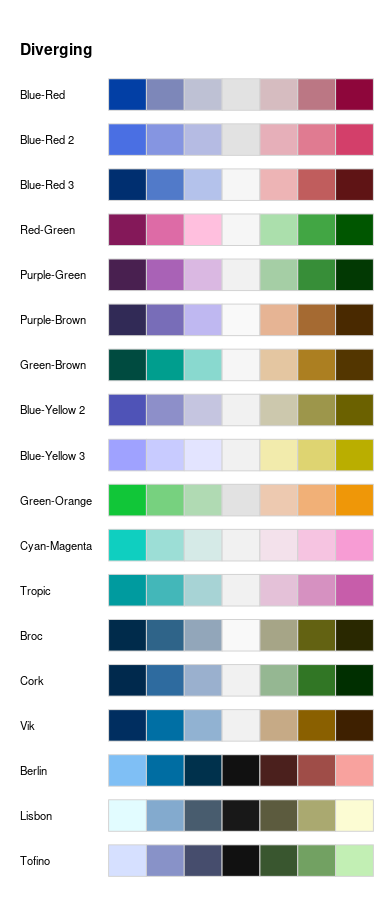 Diverging
Blue-Red
Blue-Red 2
Blue-Red 3
Red-Green
Purple-Green
Purple-Brown
Green-Brown
Blue-Yellow 2
Blue-Yellow 3
Green-Orange
Cyan-Magenta
Tropic
Broc
Cork
Vik
Berlin
Lisbon
Tofino